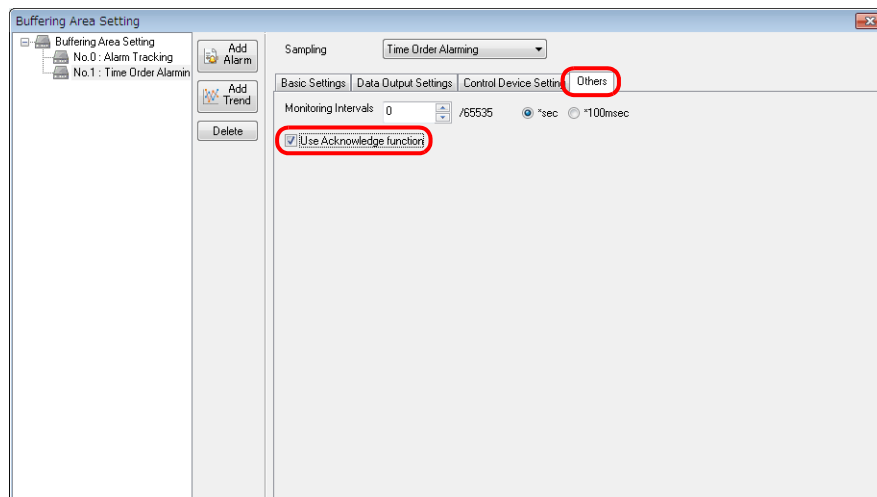 Buffering Area Setting
Buffering Area Setting
No.0 : Alarm Tracking
No.1 : Time Order Alarmin
Add
Alarm
Add
Trend
Delete
Sampling
Time Order Alarming
Basic Settings
Data Output Settings
Control Device Setting
Others
Monitoring Intervals
0
/65535
*sec
*100msec
Use Acknowledge function